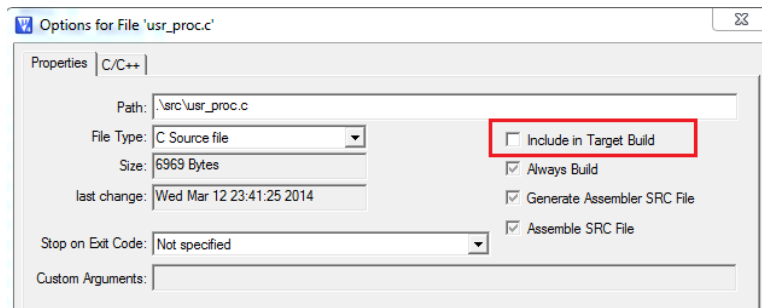 Options for File 'usr_proc.c'
Properties C/C++
Path: .\src\usr_proc.c
File Type: C Source file
Include in Target Build
Size: 6969 Bytes
Always Build
last change: Wed Mar 12 23:41:25 2014
Generate Assembler SRC File
Assemble SRC File
Stop on Exit Code: Not specified
Custom Arguments: